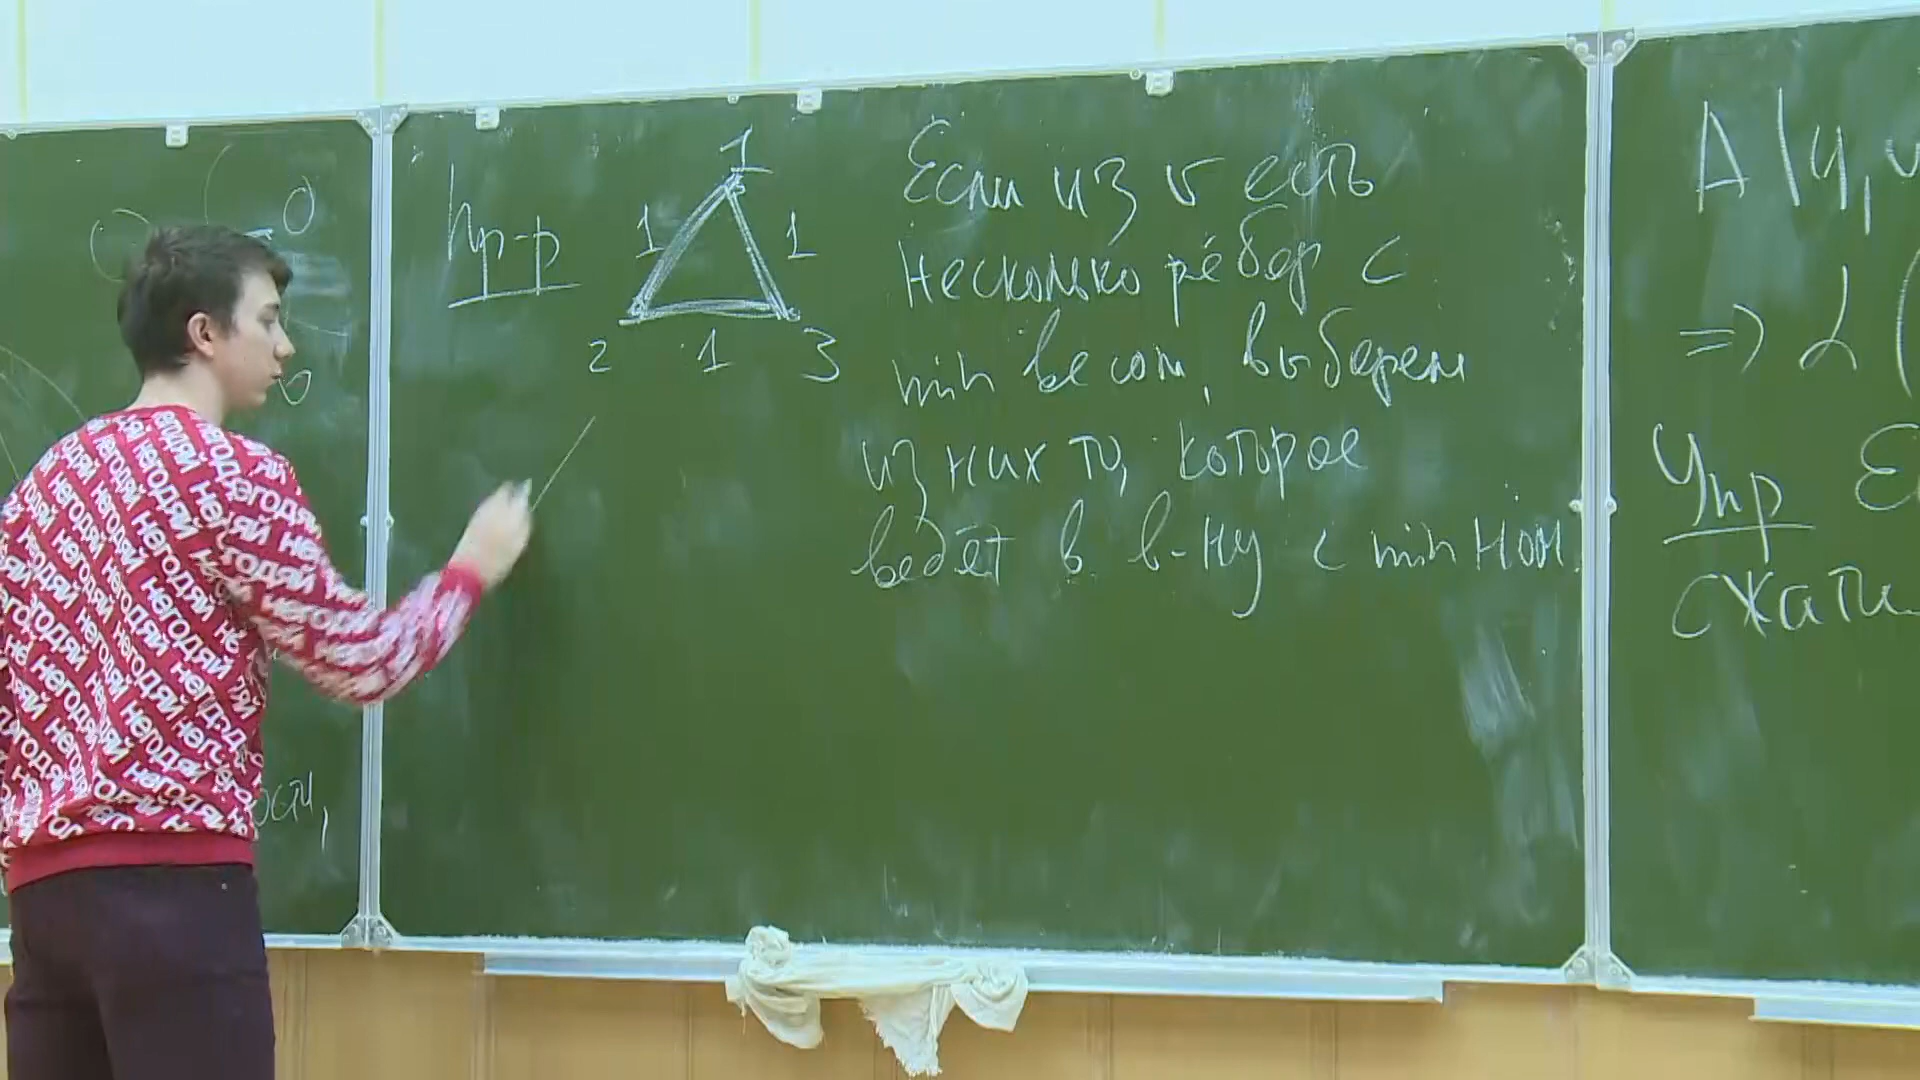 Пр-р
1
1 1
2 1 3
Если из v есть
несколько рёбер с
min весом, выберем
из них то, которое
ведёт в в-ну с min ном.
Δ(u, v
=> L (
Упр
сжати
НЕГОДЯЙ